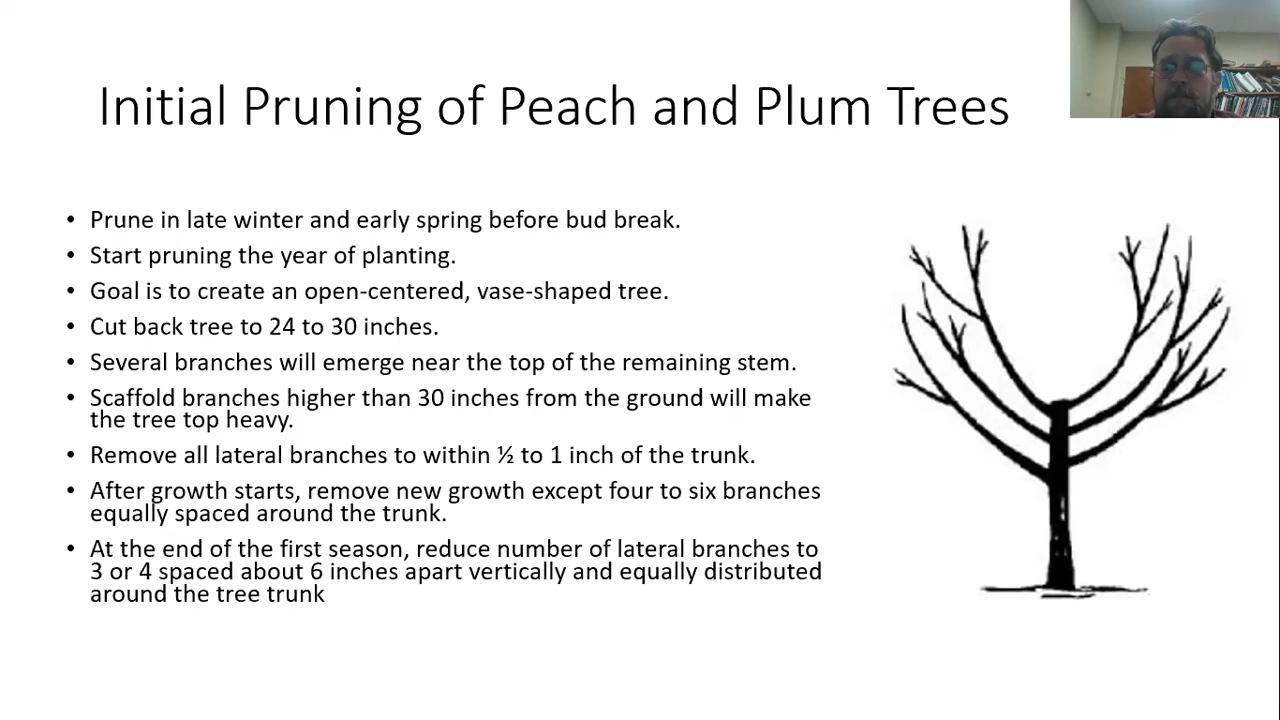 Initial Pruning of Peach and Plum Trees
• Prune in late winter and early spring before bud break.
• Start pruning the year of planting.
• Goal is to create an open-centered, vase-shaped tree.
• Cut back tree to 24 to 30 inches.
• Several branches will emerge near the top of the remaining stem.
• Scaffold branches higher than 30 inches from the ground will make
the tree top heavy.
• Remove all lateral branches to within ½ to 1 inch of the trunk.
• After growth starts, remove new growth except four to six branches
equally spaced around the trunk.
• At the end of the first season, reduce number of lateral branches to
3 or 4 spaced about 6 inches apart vertically and equally distributed
around the tree trunk